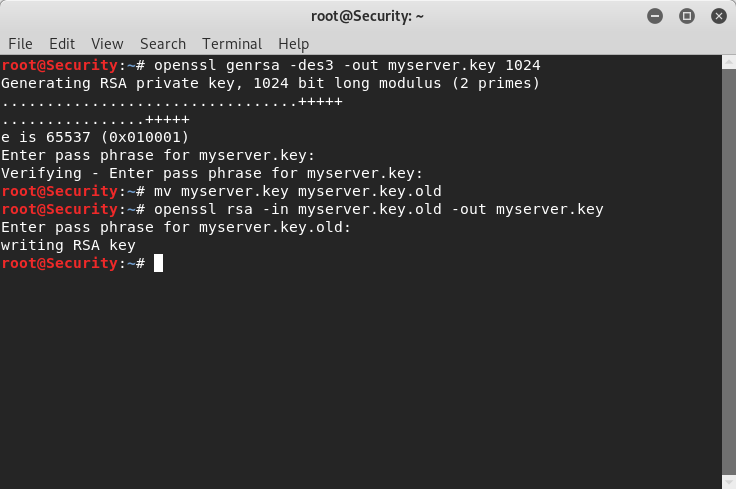 root@Security: ~
File Edit View Search Terminal Help
root@Security:~# openssl genrsa -des3 -out myserver.key 1024
Generating RSA private key, 1024 bit long modulus (2 primes)
.................................+++++
................+++++
e is 65537 (0x010001)
Enter pass phrase for myserver.key:
Verifying - Enter pass phrase for myserver.key:
root@Security:~# mv myserver.key myserver.key.old
root@Security:~# openssl rsa -in myserver.key.old -out myserver.key
Enter pass phrase for myserver.key.old:
writing RSA key
root@Security:~#